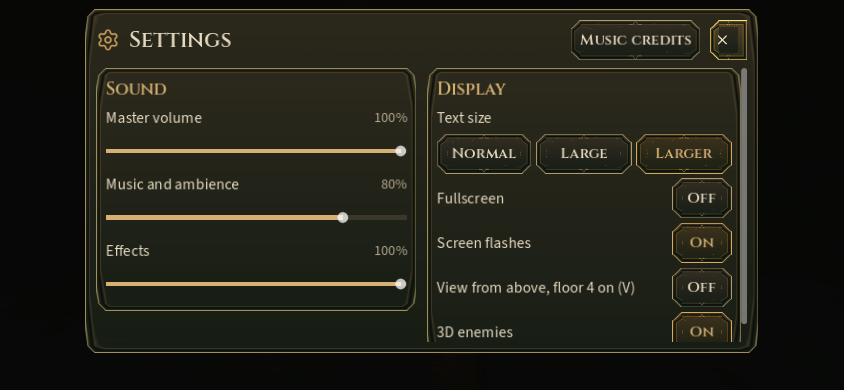 Settings
Music credits
×
Sound
Master volume 100%
Music and ambience 80%
Effects 100%
Display
Text size
Normal Large Larger
Fullscreen Off
Screen flashes On
View from above, floor 4 on (V) Off
3D enemies On